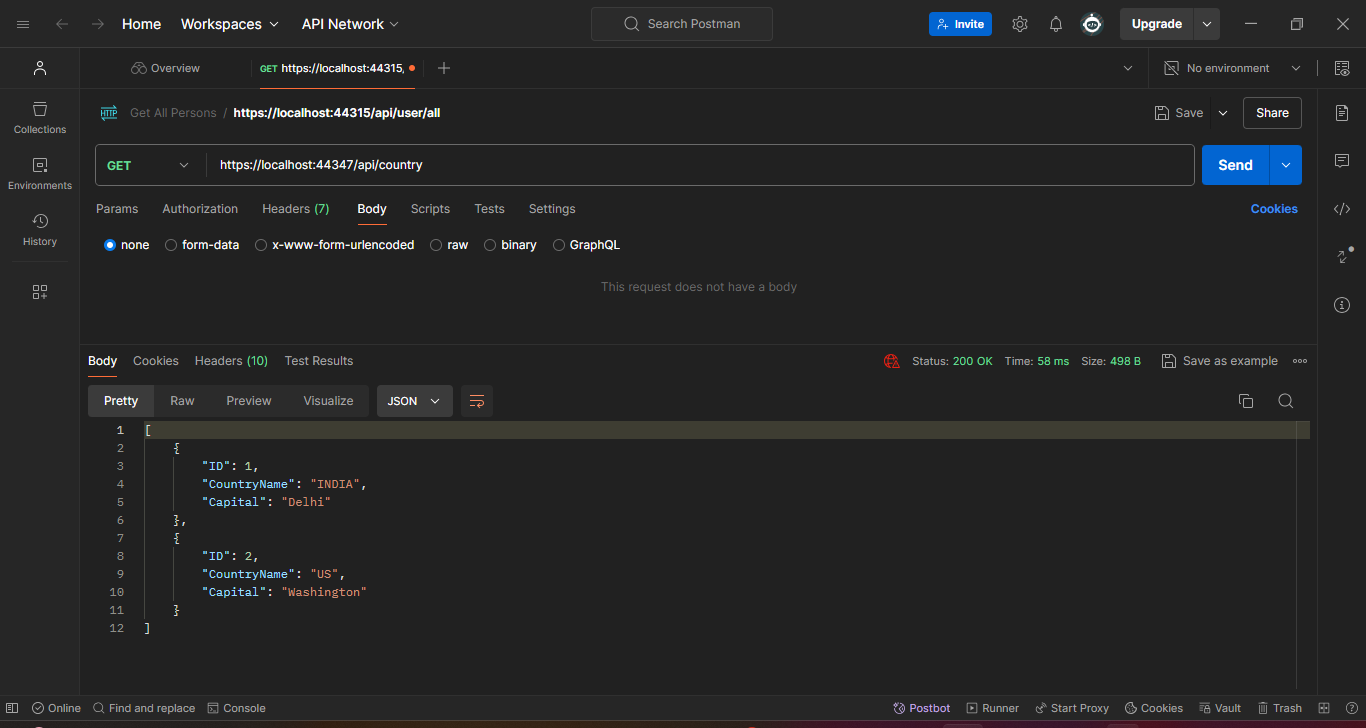 Home Workspaces API Network Search Postman Invite Upgrade
Overview GET https://localhost:44315, No environment
HTTP Get All Persons / https://localhost:44315/api/user/all Save Share
Collections
GET https://localhost:44347/api/country Send
Environments
Params Authorization Headers (7) Body Scripts Tests Settings Cookies
History
none form-data x-www-form-urlencoded raw binary GraphQL
This request does not have a body
Body Cookies Headers (10) Test Results Status: 200 OK Time: 58 ms Size: 498 B Save as example
Pretty Raw Preview Visualize JSON
1 [
2 {
3 "ID": 1,
4 "CountryName": "INDIA",
5 "Capital": "Delhi"
6 },
7 {
8 "ID": 2,
9 "CountryName": "US",
10 "Capital": "Washington"
11 }
12 ]
Online Find and replace Console Postbot Runner Start Proxy Cookies Vault Trash